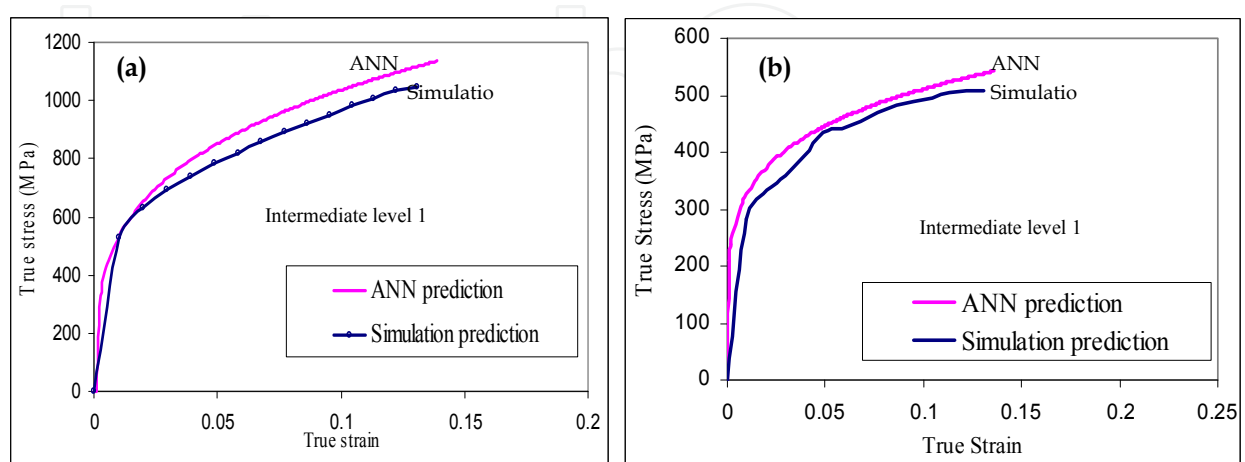 (a)
1200
1000
800
600
400
200
0
True stress (MPa)
ANN
Simulatio
Intermediate level 1
ANN prediction
Simulation prediction
0 0.05 0.1 0.15 0.2
True strain
(b)
600
500
400
300
200
100
0
True Stress (MPa)
ANN
Simulatio
Intermediate level 1
ANN prediction
Simulation prediction
0 0.05 0.1 0.15 0.2 0.25
True Strain